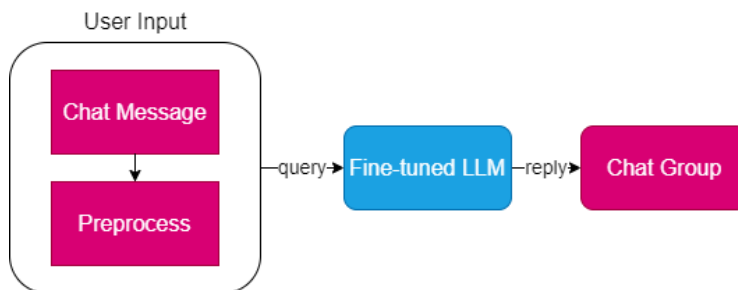 User Input
Chat Message
Preprocess
query
Fine-tuned LLM
reply
Chat Group